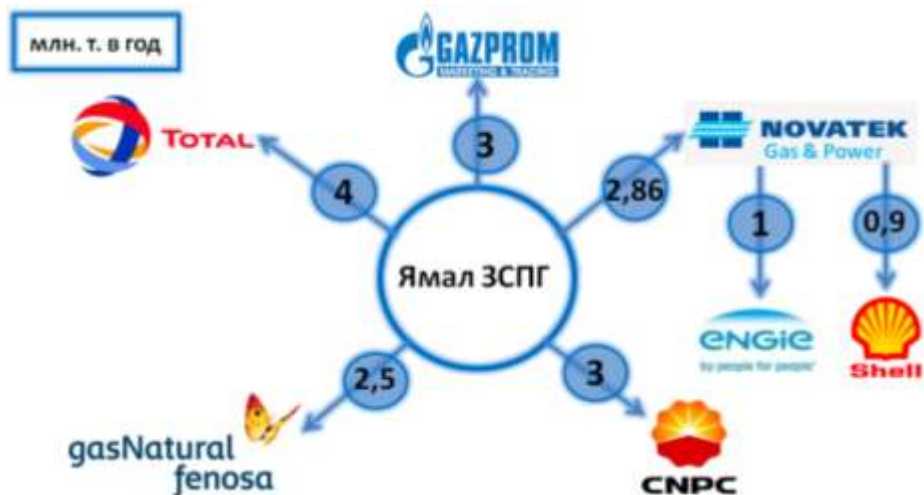 млн. т. в год
GAZPROM
MARKETING & TRADING
TOTAL
3
NOVATEK
Gas & Power
4
2,86
1
0,9
Ямал ЗСПГ
ENGIE
by people for people
Shell
2,5
3
gasNatural
fenosa
CNPC